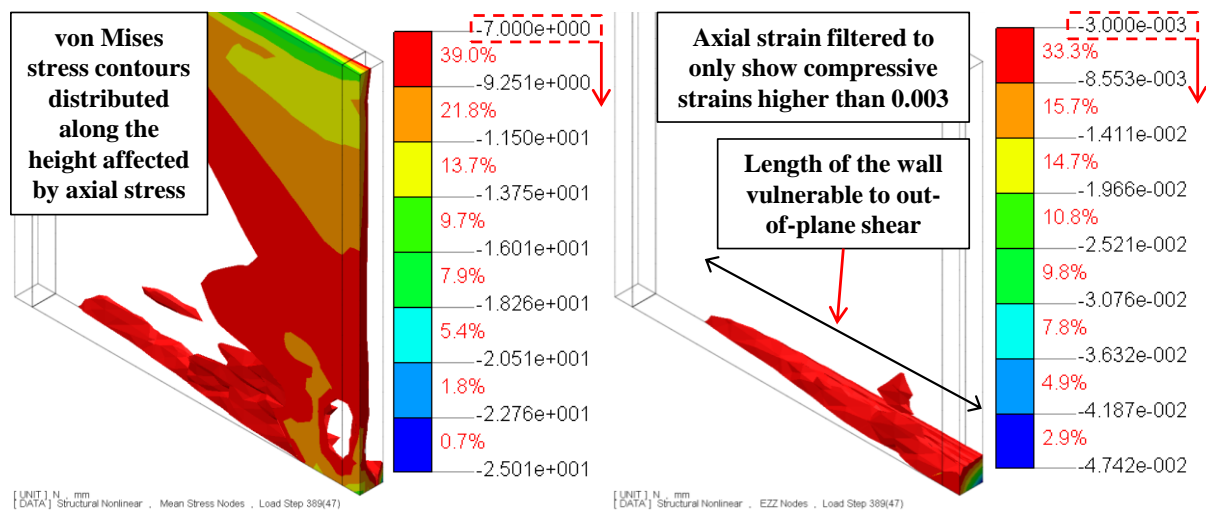 von Mises
stress contours
distributed
along the
height affected
by axial stress
-7.000e+000
39.0%
-9.251e+000
21.8%
-1.150e+001
13.7%
-1.375e+001
9.7%
-1.601e+001
7.9%
-1.826e+001
5.4%
-2.051e+001
1.8%
-2.276e+001
0.7%
-2.501e+001
[ UNIT ] N , mm
[ DATA ] Structural Nonlinear , Mean Stress Nodes , Load Step 389(47)
Axial strain filtered to
only show compressive
strains higher than 0.003
Length of the wall
vulnerable to out-
of-plane shear
-3.000e-003
33.3%
-8.553e-003
15.7%
-1.411e-002
14.7%
-1.966e-002
10.8%
-2.521e-002
9.8%
-3.076e-002
7.8%
-3.632e-002
4.9%
-4.187e-002
2.9%
-4.742e-002
[ UNIT ] N , mm
[ DATA ] Structural Nonlinear , EZZ Nodes , Load Step 389(47)